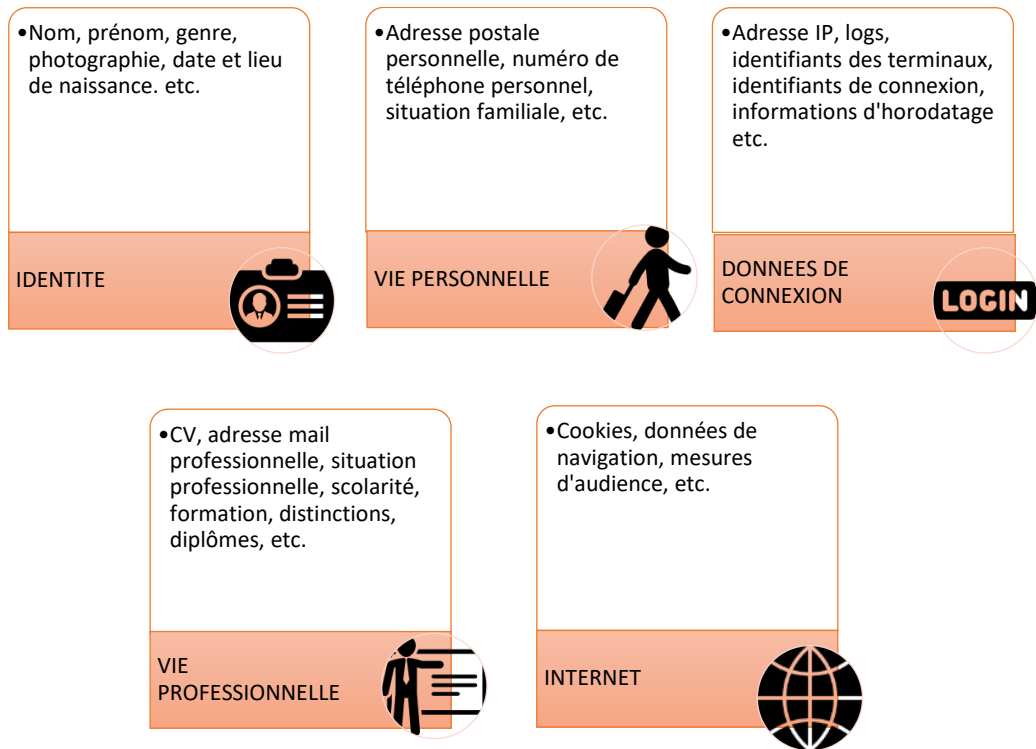 •Nom, prénom, genre,
photographie, date et lieu
de naissance. etc.
IDENTITE
•Adresse postale
personnelle, numéro de
téléphone personnel,
situation familiale, etc.
VIE PERSONNELLE
•Adresse IP, logs,
identifiants des terminaux,
identifiants de connexion,
informations d'horodatage
etc.
DONNEES DE
CONNEXION
LOGIN
•CV, adresse mail
professionnelle, situation
professionnelle, scolarité,
formation, distinctions,
diplômes, etc.
VIE
PROFESSIONNELLE
•Cookies, données de
navigation, mesures
d'audience, etc.
INTERNET